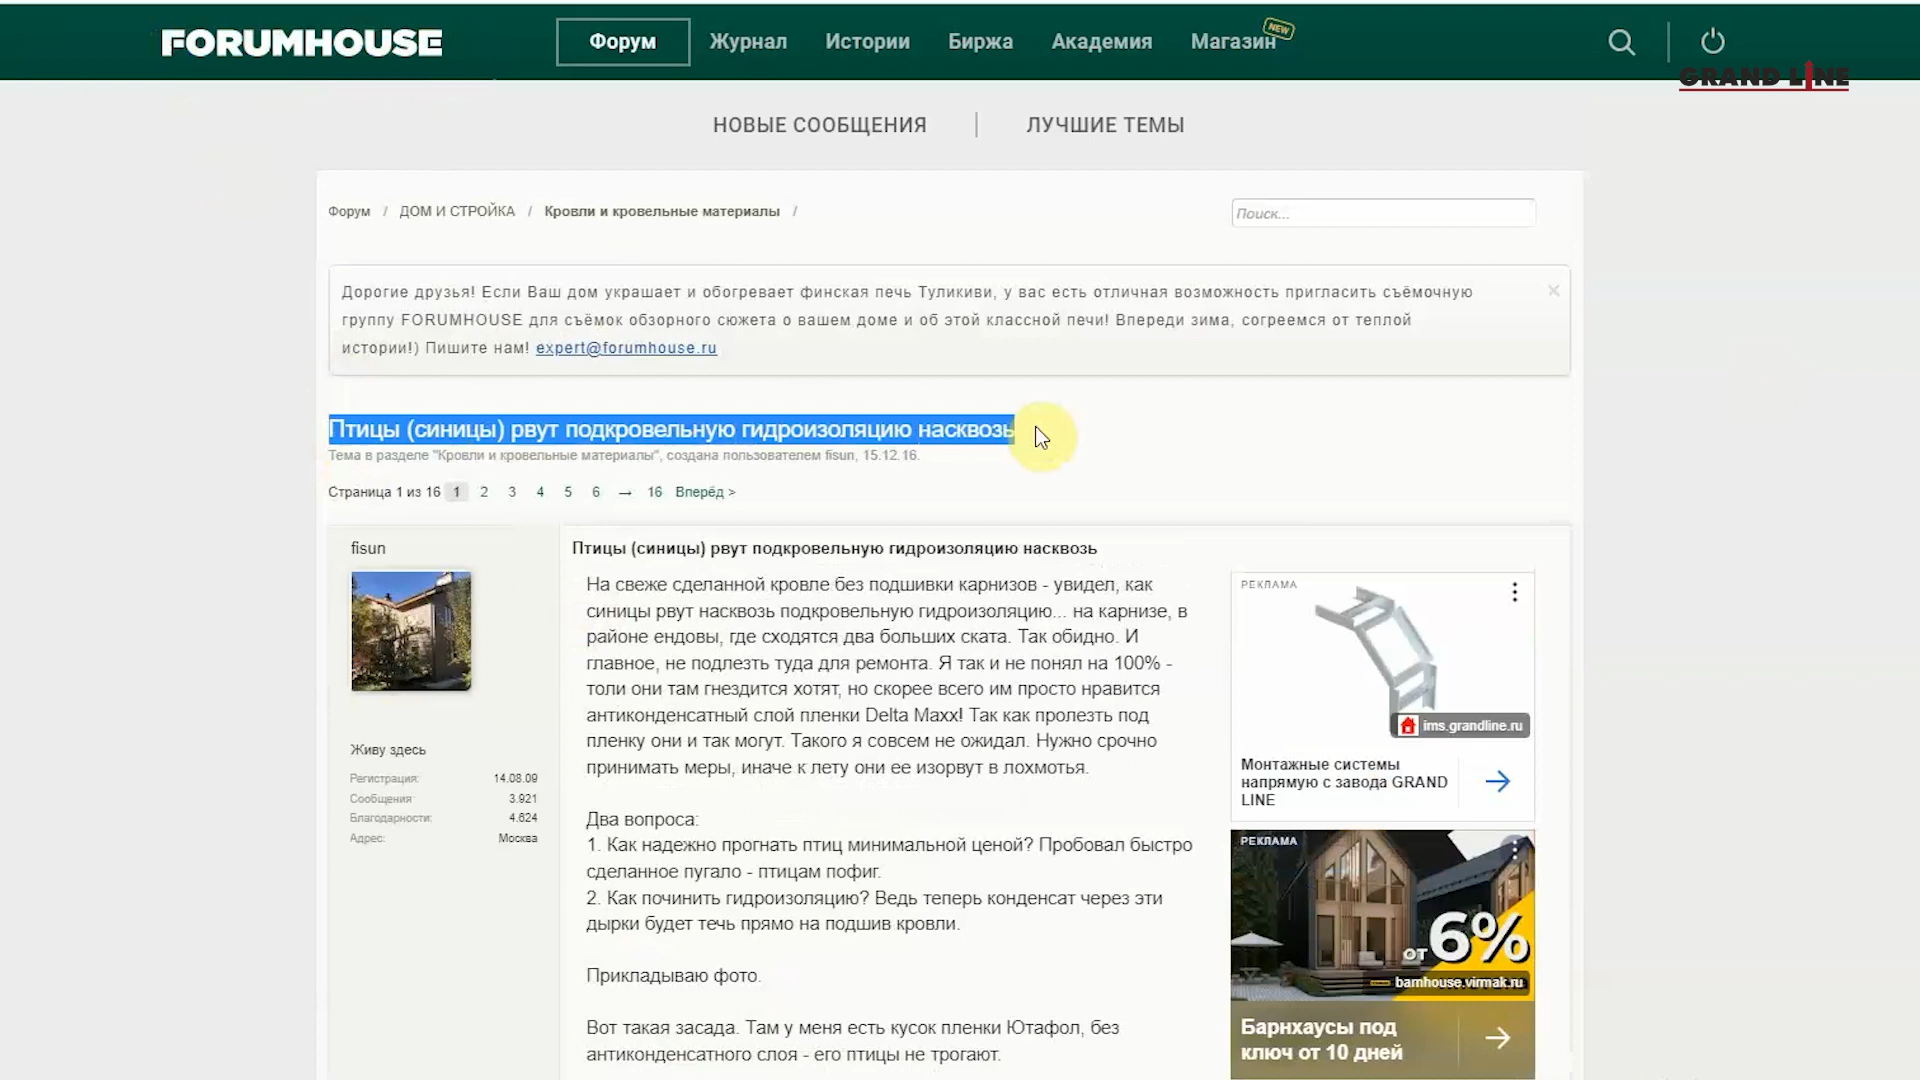 FORUMHOUSE
Форум Журнал Истории Биржа Академия Магазин NEW
GRAND LINE
НОВЫЕ СООБЩЕНИЯ | ЛУЧШИЕ ТЕМЫ
Форум / ДОМ И СТРОЙКА / Кровли и кровельные материалы /
Поиск...
Дорогие друзья! Если Ваш дом украшает и обогревает финская печь Туликиви, у вас есть отличная возможность пригласить съёмочную
группу FORUMHOUSE для съёмок обзорного сюжета о вашем доме и об этой классной печи! Впереди зима, согреемся от теплой
истории!) Пишите нам! expert@forumhouse.ru
Птицы (синицы) рвут подкровельную гидроизоляцию насквозь
Тема в разделе "Кровли и кровельные материалы", создана пользователем fisun, 15.12.16.
Страница 1 из 16 1 2 3 4 5 6 → 16 Вперёд >
fisun
Живу здесь
Регистрация: 14.08.09
Сообщения 3.921
Благодарности: 4.624
Адрес: Москва
Птицы (синицы) рвут подкровельную гидроизоляцию насквозь
На свеже сделанной кровле без подшивки карнизов - увидел, как
синицы рвут насквозь подкровельную гидроизоляцию... на карнизе, в
районе ендовы, где сходятся два больших ската. Так обидно. И
главное, не подлезть туда для ремонта. Я так и не понял на 100% -
толи они там гнездится хотят, но скорее всего им просто нравится
антиконденсатный слой пленки Delta Maxx! Так как пролезть под
пленку они и так могут. Такого я совсем не ожидал. Нужно срочно
принимать меры, иначе к лету они ее изорвут в лохмотья.
Два вопроса:
1. Как надежно прогнать птиц минимальной ценой? Пробовал быстро
сделанное пугало - птицам пофиг.
2. Как починить гидроизоляцию? Ведь теперь конденсат через эти
дырки будет течь прямо на подшив кровли.
Прикладываю фото.
Вот такая засада. Там у меня есть кусок пленки Ютафол, без
антиконденсатного слоя - его птицы не трогают.
РЕКЛАМА
ims.grandline.ru
Монтажные системы
напрямую с завода GRAND
LINE
РЕКЛАМА
от 6%
barnhouse.virmak.ru
Барнхаусы под
ключ от 10 дней